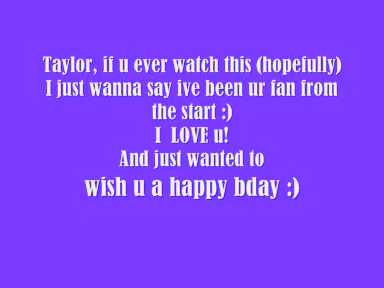 Taylor, if u ever watch this (hopefully)
I just wanna say ive been ur fan from
the start :)
I LOVE u!
And just wanted to
wish u a happy bday :)